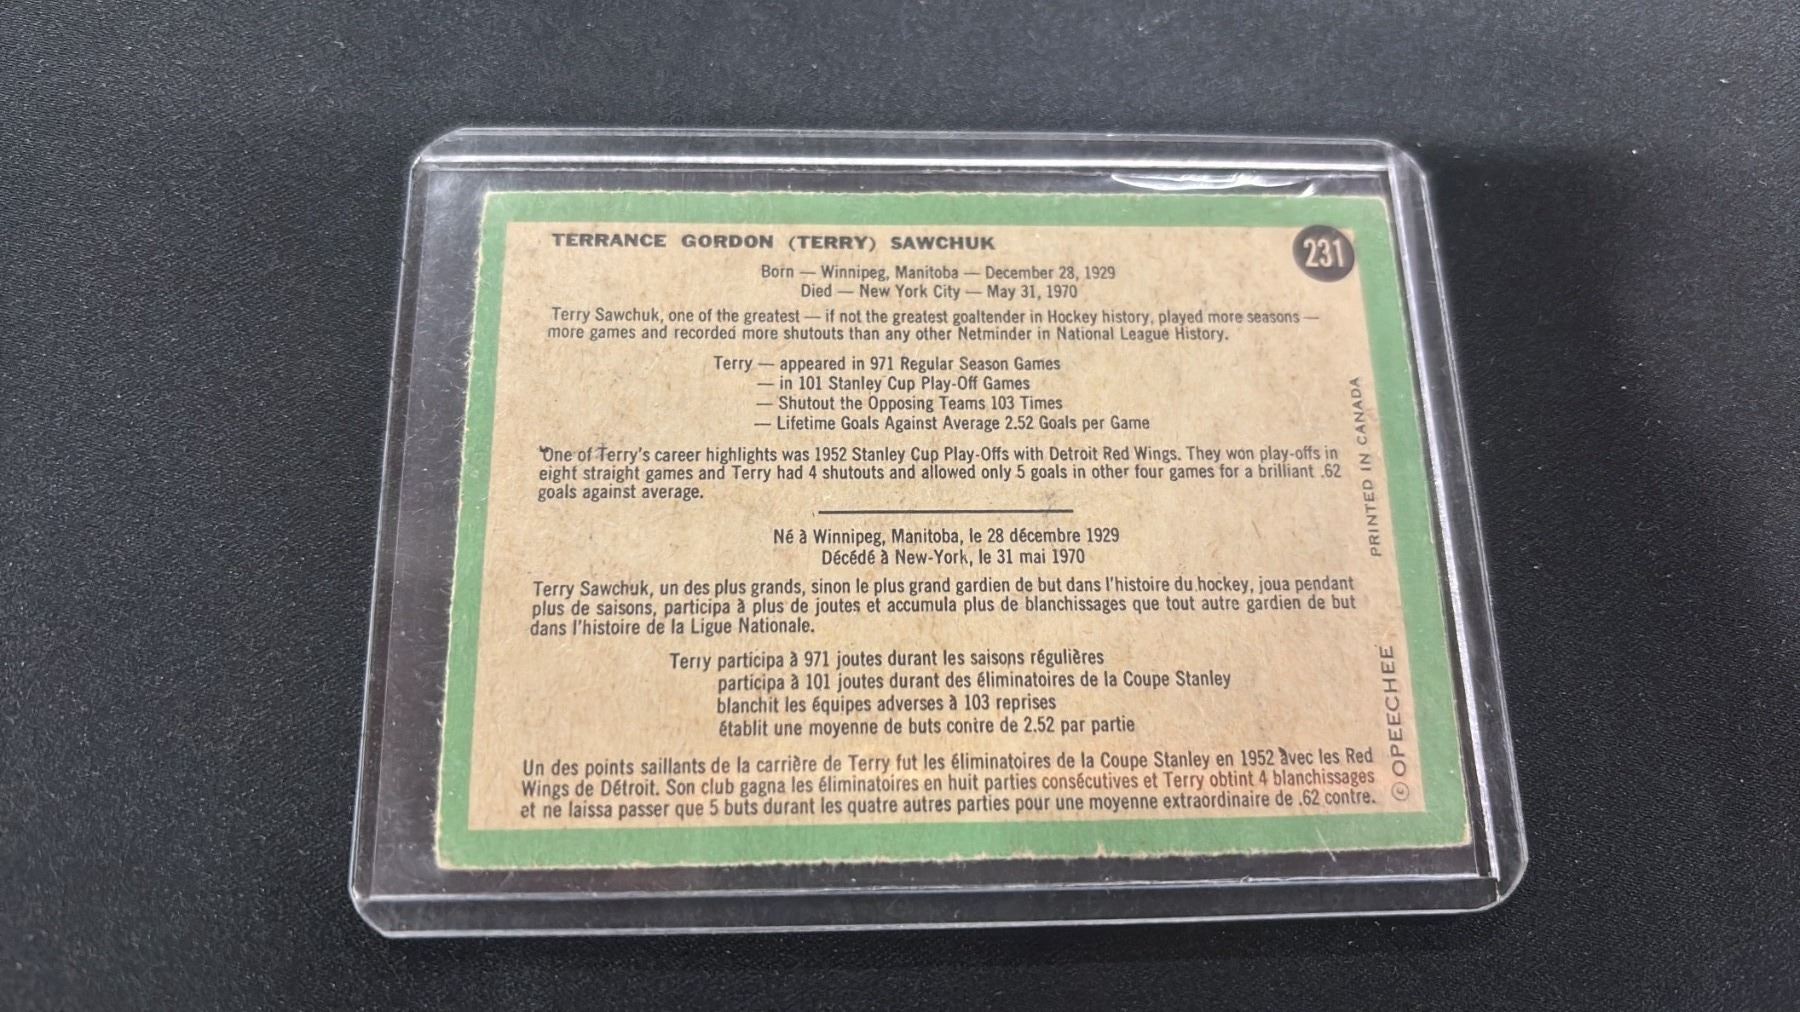 TERRANCE GORDON (TERRY) SAWCHUK
231
Born — Winnipeg, Manitoba — December 28, 1929
Died — New York City — May 31, 1970
Terry Sawchuk, one of the greatest — if not the greatest goaltender in Hockey history, played more seasons —
more games and recorded more shutouts than any other Netminder in National League History.
Terry — appeared in 971 Regular Season Games
— in 101 Stanley Cup Play-Off Games
— Shutout the Opposing Teams 103 Times
— Lifetime Goals Against Average 2.52 Goals per Game
One of Terry's career highlights was 1952 Stanley Cup Play-Offs with Detroit Red Wings. They won play-offs in
eight straight games and Terry had 4 shutouts and allowed only 5 goals in other four games for a brilliant .62
goals against average.
Né à Winnipeg, Manitoba, le 28 décembre 1929
Décédé à New-York, le 31 mai 1970
Terry Sawchuk, un des plus grands, sinon le plus grand gardien de but dans l'histoire du hockey, joua pendant
plus de saisons, participa à plus de joutes et accumula plus de blanchissages que tout autre gardien de but
dans l'histoire de la Ligue Nationale.
Terry participa à 971 joutes durant les saisons régulières
participa à 101 joutes durant des éliminatoires de la Coupe Stanley
blanchit les équipes adverses à 103 reprises
établit une moyenne de buts contre de 2.52 par partie
Un des points saillants de la carrière de Terry fut les éliminatoires de la Coupe Stanley en 1952 avec les Red
Wings de Détroit. Son club gagna les éliminatoires en huit parties consécutives et Terry obtint 4 blanchissages
et ne laissa passer que 5 buts durant les quatre autres parties pour une moyenne extraordinaire de .62 contre.
© OPEECHEE
PRINTED IN CANADA